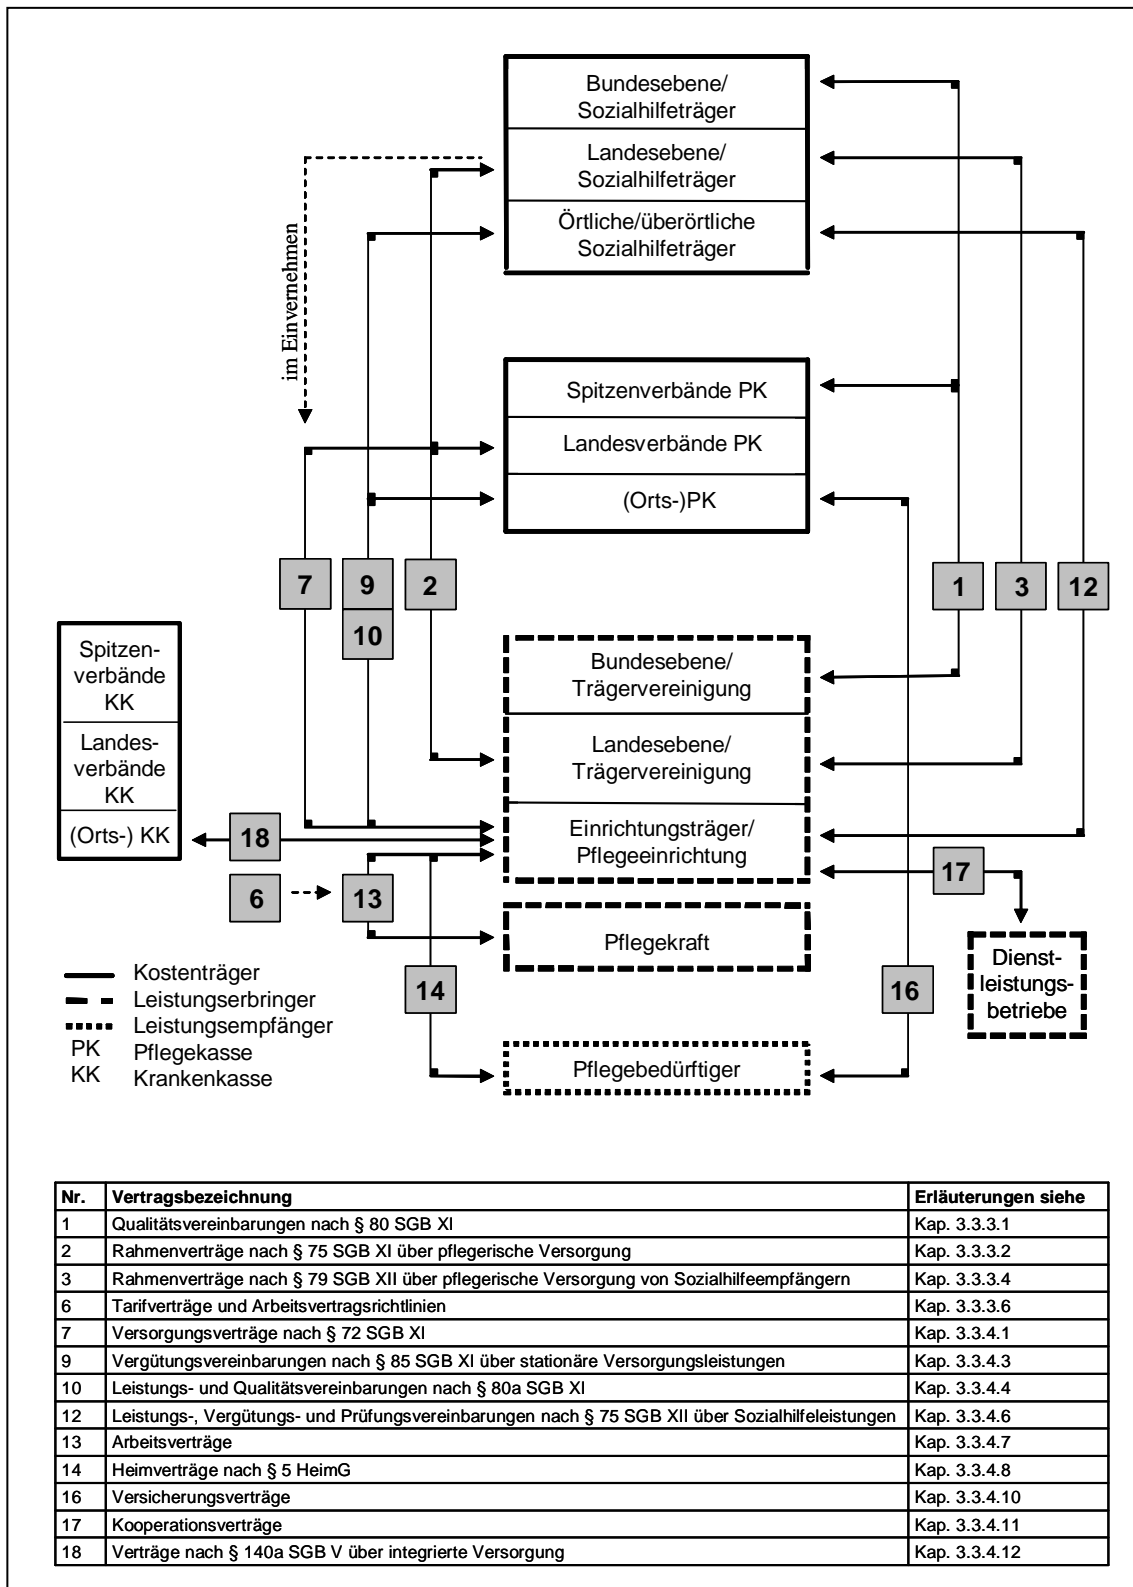 Bundesebene/
Sozialhilfeträger
Landesebene/
Sozialhilfeträger
Örtliche/überörtliche
Sozialhilfeträger
im Einvernehmen
Spitzenverbände PK
Landesverbände PK
(Orts-)PK
7
9
2
1
3
12
10
Spitzen-
verbände
KK
Landes-
verbände
KK
(Orts-) KK
Bundesebene/
Trägervereinigung
Landesebene/
Trägervereinigung
Einrichtungsträger/
Pflegeeinrichtung
18
17
6
13
Pflegekraft
Dienst-
leistungs-
betriebe
14
16
Kostenträger
Leistungserbringer
Leistungsempfänger
PK Pflegekasse
KK Krankenkasse
Pflegebedürftiger
Nr. Vertragsbezeichnung Erläuterungen siehe
1 Qualitätsvereinbarungen nach § 80 SGB XI Kap. 3.3.3.1
2 Rahmenverträge nach § 75 SGB XI über pflegerische Versorgung Kap. 3.3.3.2
3 Rahmenverträge nach § 79 SGB XII über pflegerische Versorgung von Sozialhilfeempfängern Kap. 3.3.3.4
6 Tarifverträge und Arbeitsvertragsrichtlinien Kap. 3.3.3.6
7 Versorgungsverträge nach § 72 SGB XI Kap. 3.3.4.1
9 Vergütungsvereinbarungen nach § 85 SGB XI über stationäre Versorgungsleistungen Kap. 3.3.4.3
10 Leistungs- und Qualitätsvereinbarungen nach § 80a SGB XI Kap. 3.3.4.4
12 Leistungs-, Vergütungs- und Prüfungsvereinbarungen nach § 75 SGB XII über Sozialhilfeleistungen Kap. 3.3.4.6
13 Arbeitsverträge Kap. 3.3.4.7
14 Heimverträge nach § 5 HeimG Kap. 3.3.4.8
16 Versicherungsverträge Kap. 3.3.4.10
17 Kooperationsverträge Kap. 3.3.4.11
18 Verträge nach § 140a SGB V über integrierte Versorgung Kap. 3.3.4.12